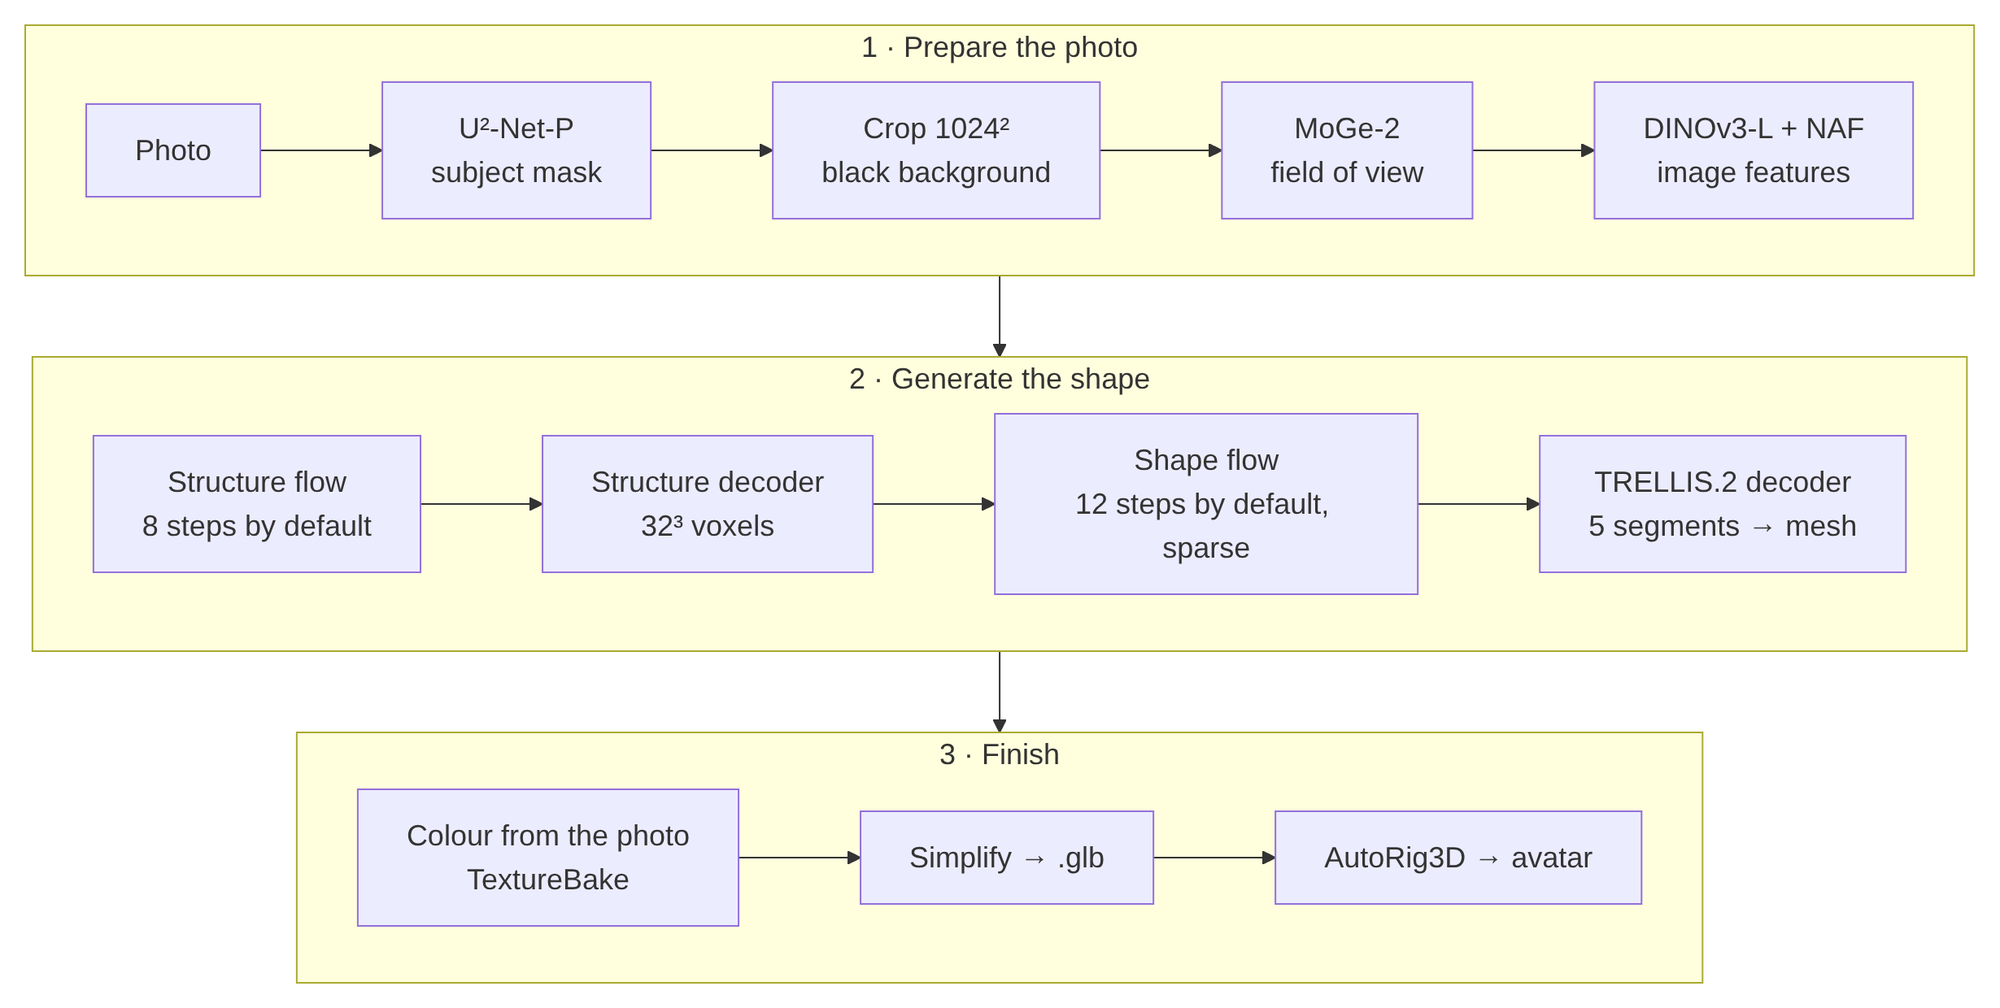 1 · Prepare the photo
Photo
U²-Net-P
subject mask
Crop 1024²
black background
MoGe-2
field of view
DINOv3-L + NAF
image features
2 · Generate the shape
Structure flow
8 steps by default
Structure decoder
32³ voxels
Shape flow
12 steps by default,
sparse
TRELLIS.2 decoder
5 segments → mesh
3 · Finish
Colour from the photo
TextureBake
Simplify → .glb
AutoRig3D → avatar